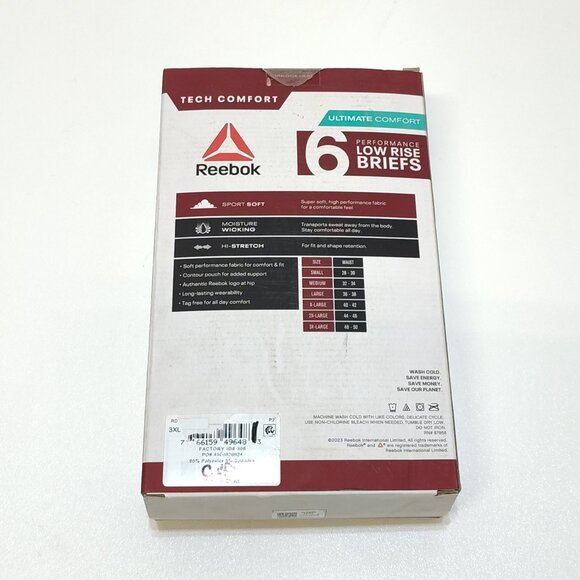 TECH COMFORT
ULTIMATE COMFORT
6 PERFORMANCE
LOW RISE
BRIEFS
Reebok
SPORT SOFT
Super soft, high performance fabric
for a comfortable feel
MOISTURE
WICKING
Transports sweat away from the body.
Stay comfortable all day.
HI-STRETCH
For fit and shape retention.
• Soft performance fabric for comfort & fit
• Contour pouch for added support
• Authentic Reebok logo at hip
• Long-lasting wearability
• Tag free for all day comfort
SIZE WAIST
SMALL 28 - 30
MEDIUM 32 - 34
LARGE 36 - 38
X-LARGE 40 - 42
2X-LARGE 44 - 46
3X-LARGE 48 - 50
WASH COLD.
SAVE ENERGY.
SAVE MONEY.
SAVE OUR PLANET.
MACHINE WASH COLD WITH LIKE COLORS, DELICATE CYCLE.
USE NON-CHLORINE BLEACH WHEN NEEDED, TUMBLE DRY LOW.
DO NOT IRON.
©2023 Reebok International Limited. All rights reserved.
Reebok® and ® are registered trademarks of
Reebok International Limited.
RD
3XL
7 66159 49648 3